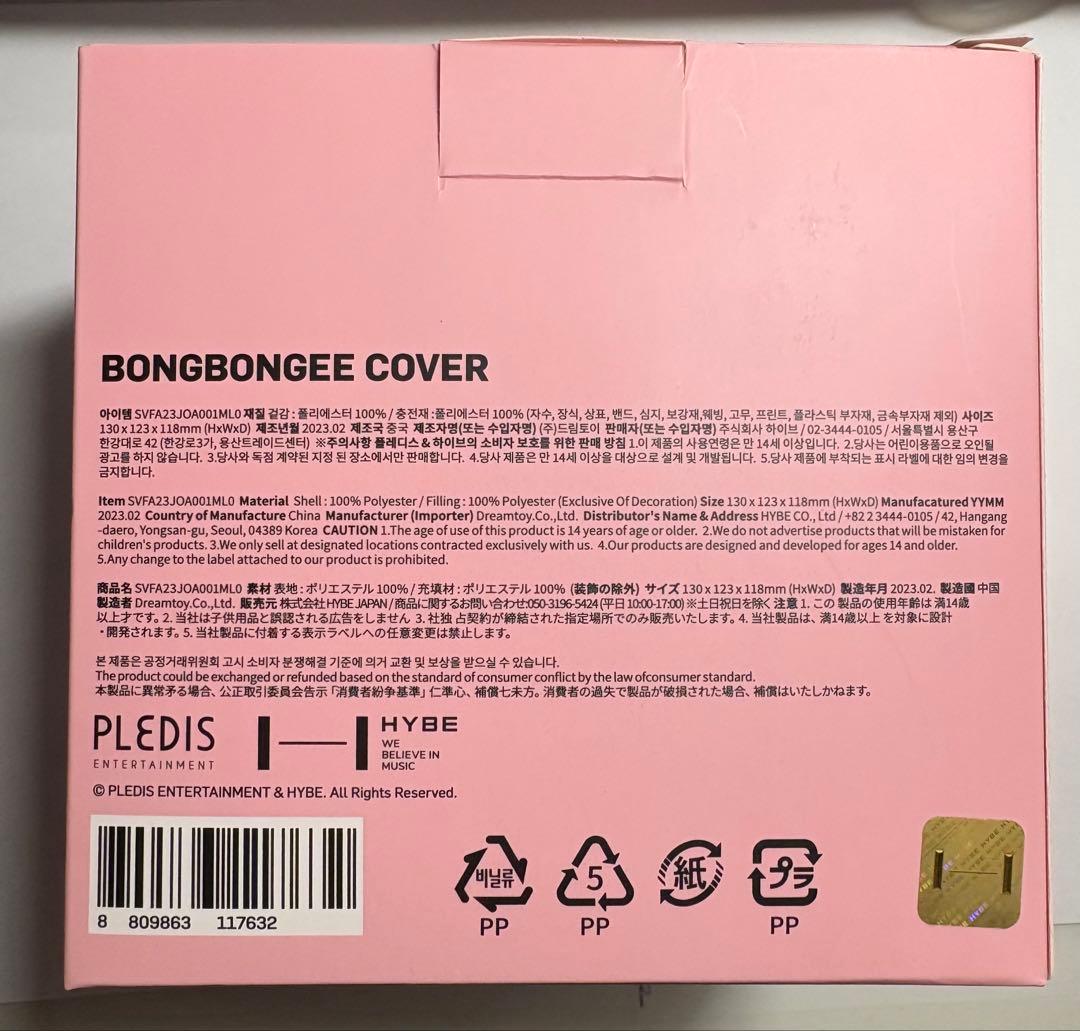 BONGBONGEE COVER
아이템 SVFA23JOA001ML0 재질 겉감 : 폴리에스터 100% / 충전재 :폴리에스터 100% (자수, 장식, 상표, 밴드, 심지, 보강재,웨빙, 고무, 프린트, 플라스틱 부자재, 금속부자재 제외) 사이즈
130 x 123 x 118mm (HxWxD) 제조년월 2023.02 제조국 중국 제조자명(또는 수입자명) (주)드림토이 판매자(또는 수입자명) 주식회사 하이브 / 02-3444-0105 / 서울특별시 용산구
한강대로 42 (한강로3가, 용산트레이드센터) ※주의사항 플레디스 & 하이브의 소비자 보호를 위한 판매 방침 1.이 제품의 사용연령은 만 14세 이상입니다. 2.당사는 어린이용품으로 오인될
광고를 하지 않습니다. 3.당사와 독점 계약된 지정 된 장소에서만 판매합니다. 4.당사 제품은 만 14세 이상을 대상으로 설계 및 개발됩니다. 5.당사 제품에 부착되는 표시 라벨에 대한 임의 변경을
금지합니다.
Item SVFA23JOA001ML0 Material Shell : 100% Polyester / Filling : 100% Polyester (Exclusive Of Decoration) Size 130 x 123 x 118mm (HxWxD) Manufacatured YYMM
2023.02 Country of Manufacture China Manufacturer (Importer) Dreamtoy.Co.,Ltd. Distributor's Name & Address HYBE CO., Ltd / +82 2 3444-0105 / 42, Hangang
-daero, Yongsan-gu, Seoul, 04389 Korea CAUTION 1.The age of use of this product is 14 years of age or older. 2.We do not advertise products that will be mistaken for
children's products. 3.We only sell at designated locations contracted exclusively with us. 4.Our products are designed and developed for ages 14 and older.
5.Any change to the label attached to our product is prohibited.
商品名 SVFA23JOA001ML0 素材 表地 : ポリエステル 100% / 充填材 : ポリエステル 100% (装飾の除外) サイズ 130 x 123 x 118mm (HxWxD) 製造年月 2023.02. 製造國 中国
製造者 Dreamtoy.Co.,Ltd. 販売元 株式会社 HYBE JAPAN / 商品に関するお問い合わせ:050-3196-5424 (平日 10:00-17:00) ※土日祝日を除く 注意 1. この 製品の使用年齢は 満14歳
以上才です。 2. 当社は子供用品と誤認される広告をしません 3. 社独 占契約が締結された指定場所でのみ販売いたします。 4. 当社製品は、満14歳以上 を対象に設計
・開発されます。 5. 当社製品に付着する表示ラベルへの任意変更は禁止します。
본 제품은 공정거래위원회 고시 소비자 분쟁해결 기준에 의거 교환 및 보상을 받으실 수 있습니다.
The product could be exchanged or refunded based on the standard of consumer conflict by the law ofconsumer standard.
本製品に異常矛る場合、公正取引委員会告示「消費者紛争基準」仁準心、補償七未方。消費者の過失で製品が破損された場合、補償はいたしかねます。
PLEDIS
ENTERTAINMENT
HYBE
WE
BELIEVE IN
MUSIC
© PLEDIS ENTERTAINMENT & HYBE. All Rights Reserved.
8 809863 117632
비닐류
PP
5
PP
紙
プラ
PP
HYBE